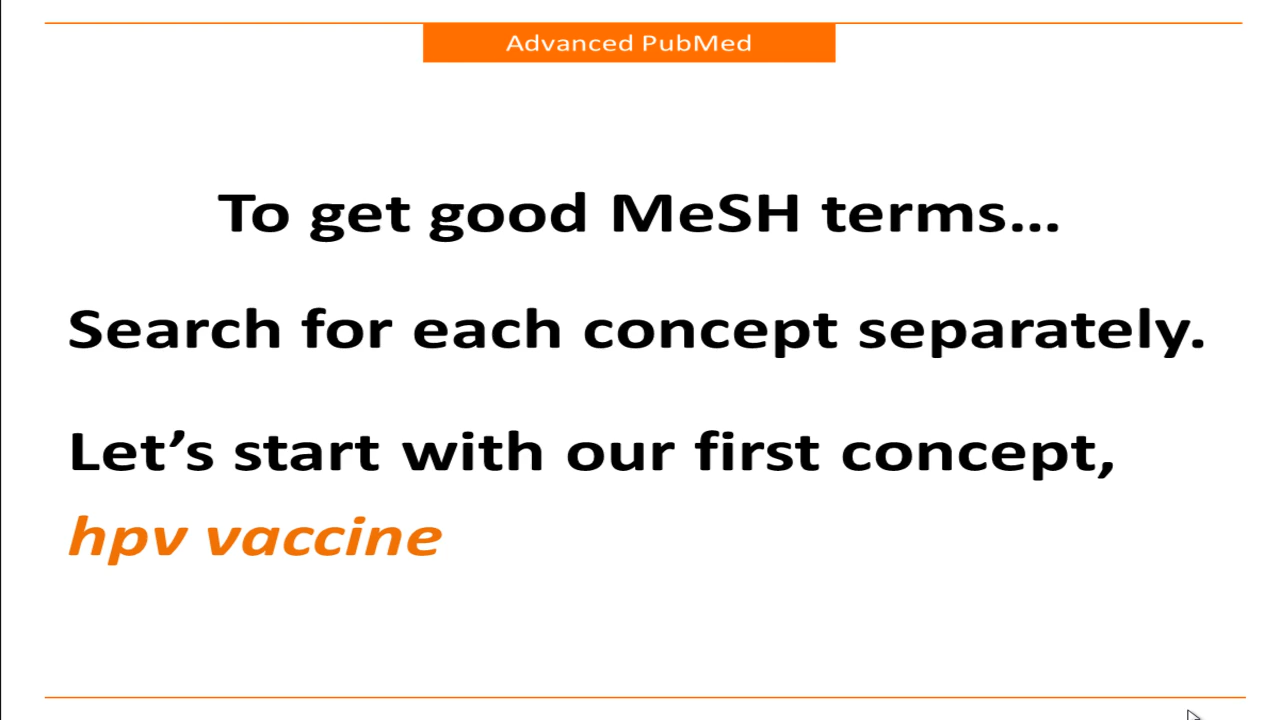 Advanced PubMed
To get good MeSH terms...
Search for each concept separately.
Let’s start with our first concept,
hpv vaccine